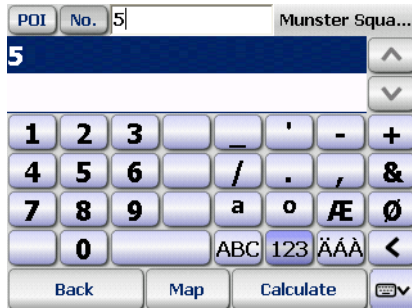 POI No. 5 Munster Squa...
5
1 2 3 _ ' - +
4 5 6 / . , &
7 8 9 a o Æ Ø
0 ABC 123 ÄÁÀ <
Back Map Calculate